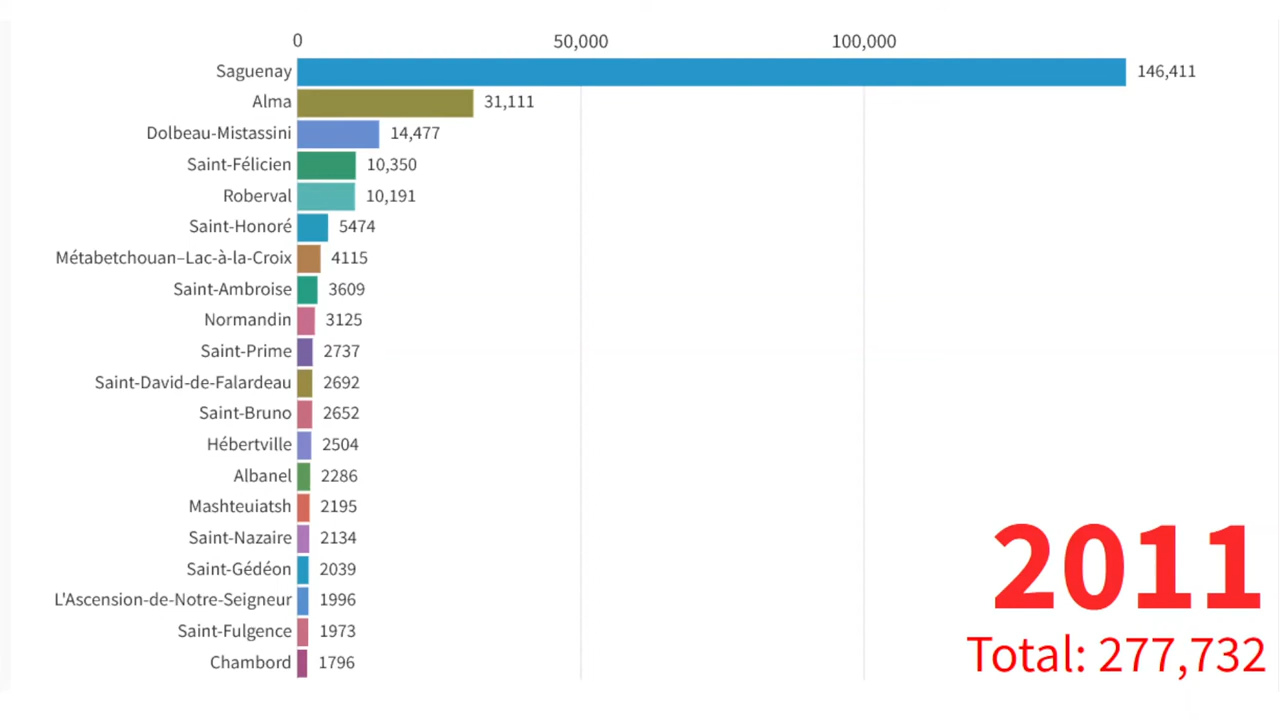 0 50,000 100,000
Saguenay 146,411
Alma 31,111
Dolbeau-Mistassini 14,477
Saint-Félicien 10,350
Roberval 10,191
Saint-Honoré 5474
Métabetchouan–Lac-à-la-Croix 4115
Saint-Ambroise 3609
Normandin 3125
Saint-Prime 2737
Saint-David-de-Falardeau 2692
Saint-Bruno 2652
Hébertville 2504
Albanel 2286
Mashteuiatsh 2195
Saint-Nazaire 2134
Saint-Gédéon 2039
L'Ascension-de-Notre-Seigneur 1996
Saint-Fulgence 1973
Chambord 1796
2011
Total: 277,732